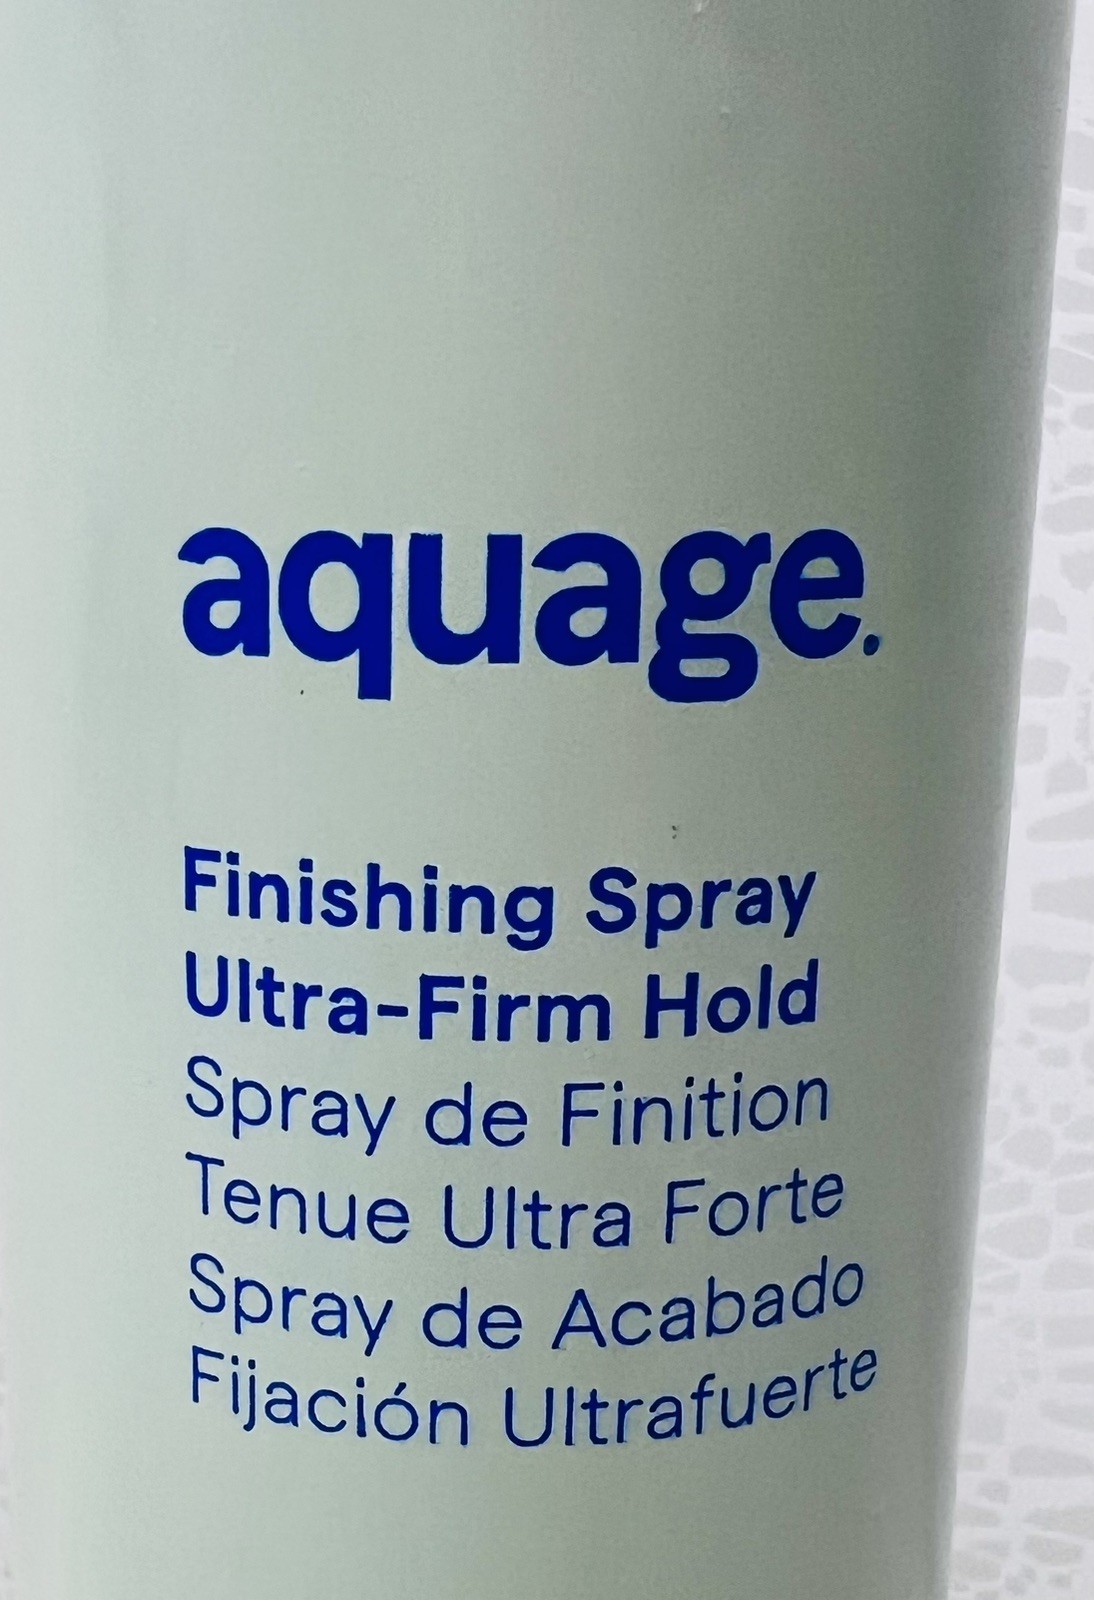 aquage.
Finishing Spray
Ultra-Firm Hold
Spray de Finition
Tenue Ultra Forte
Spray de Acabado
Fijación Ultrafuerte